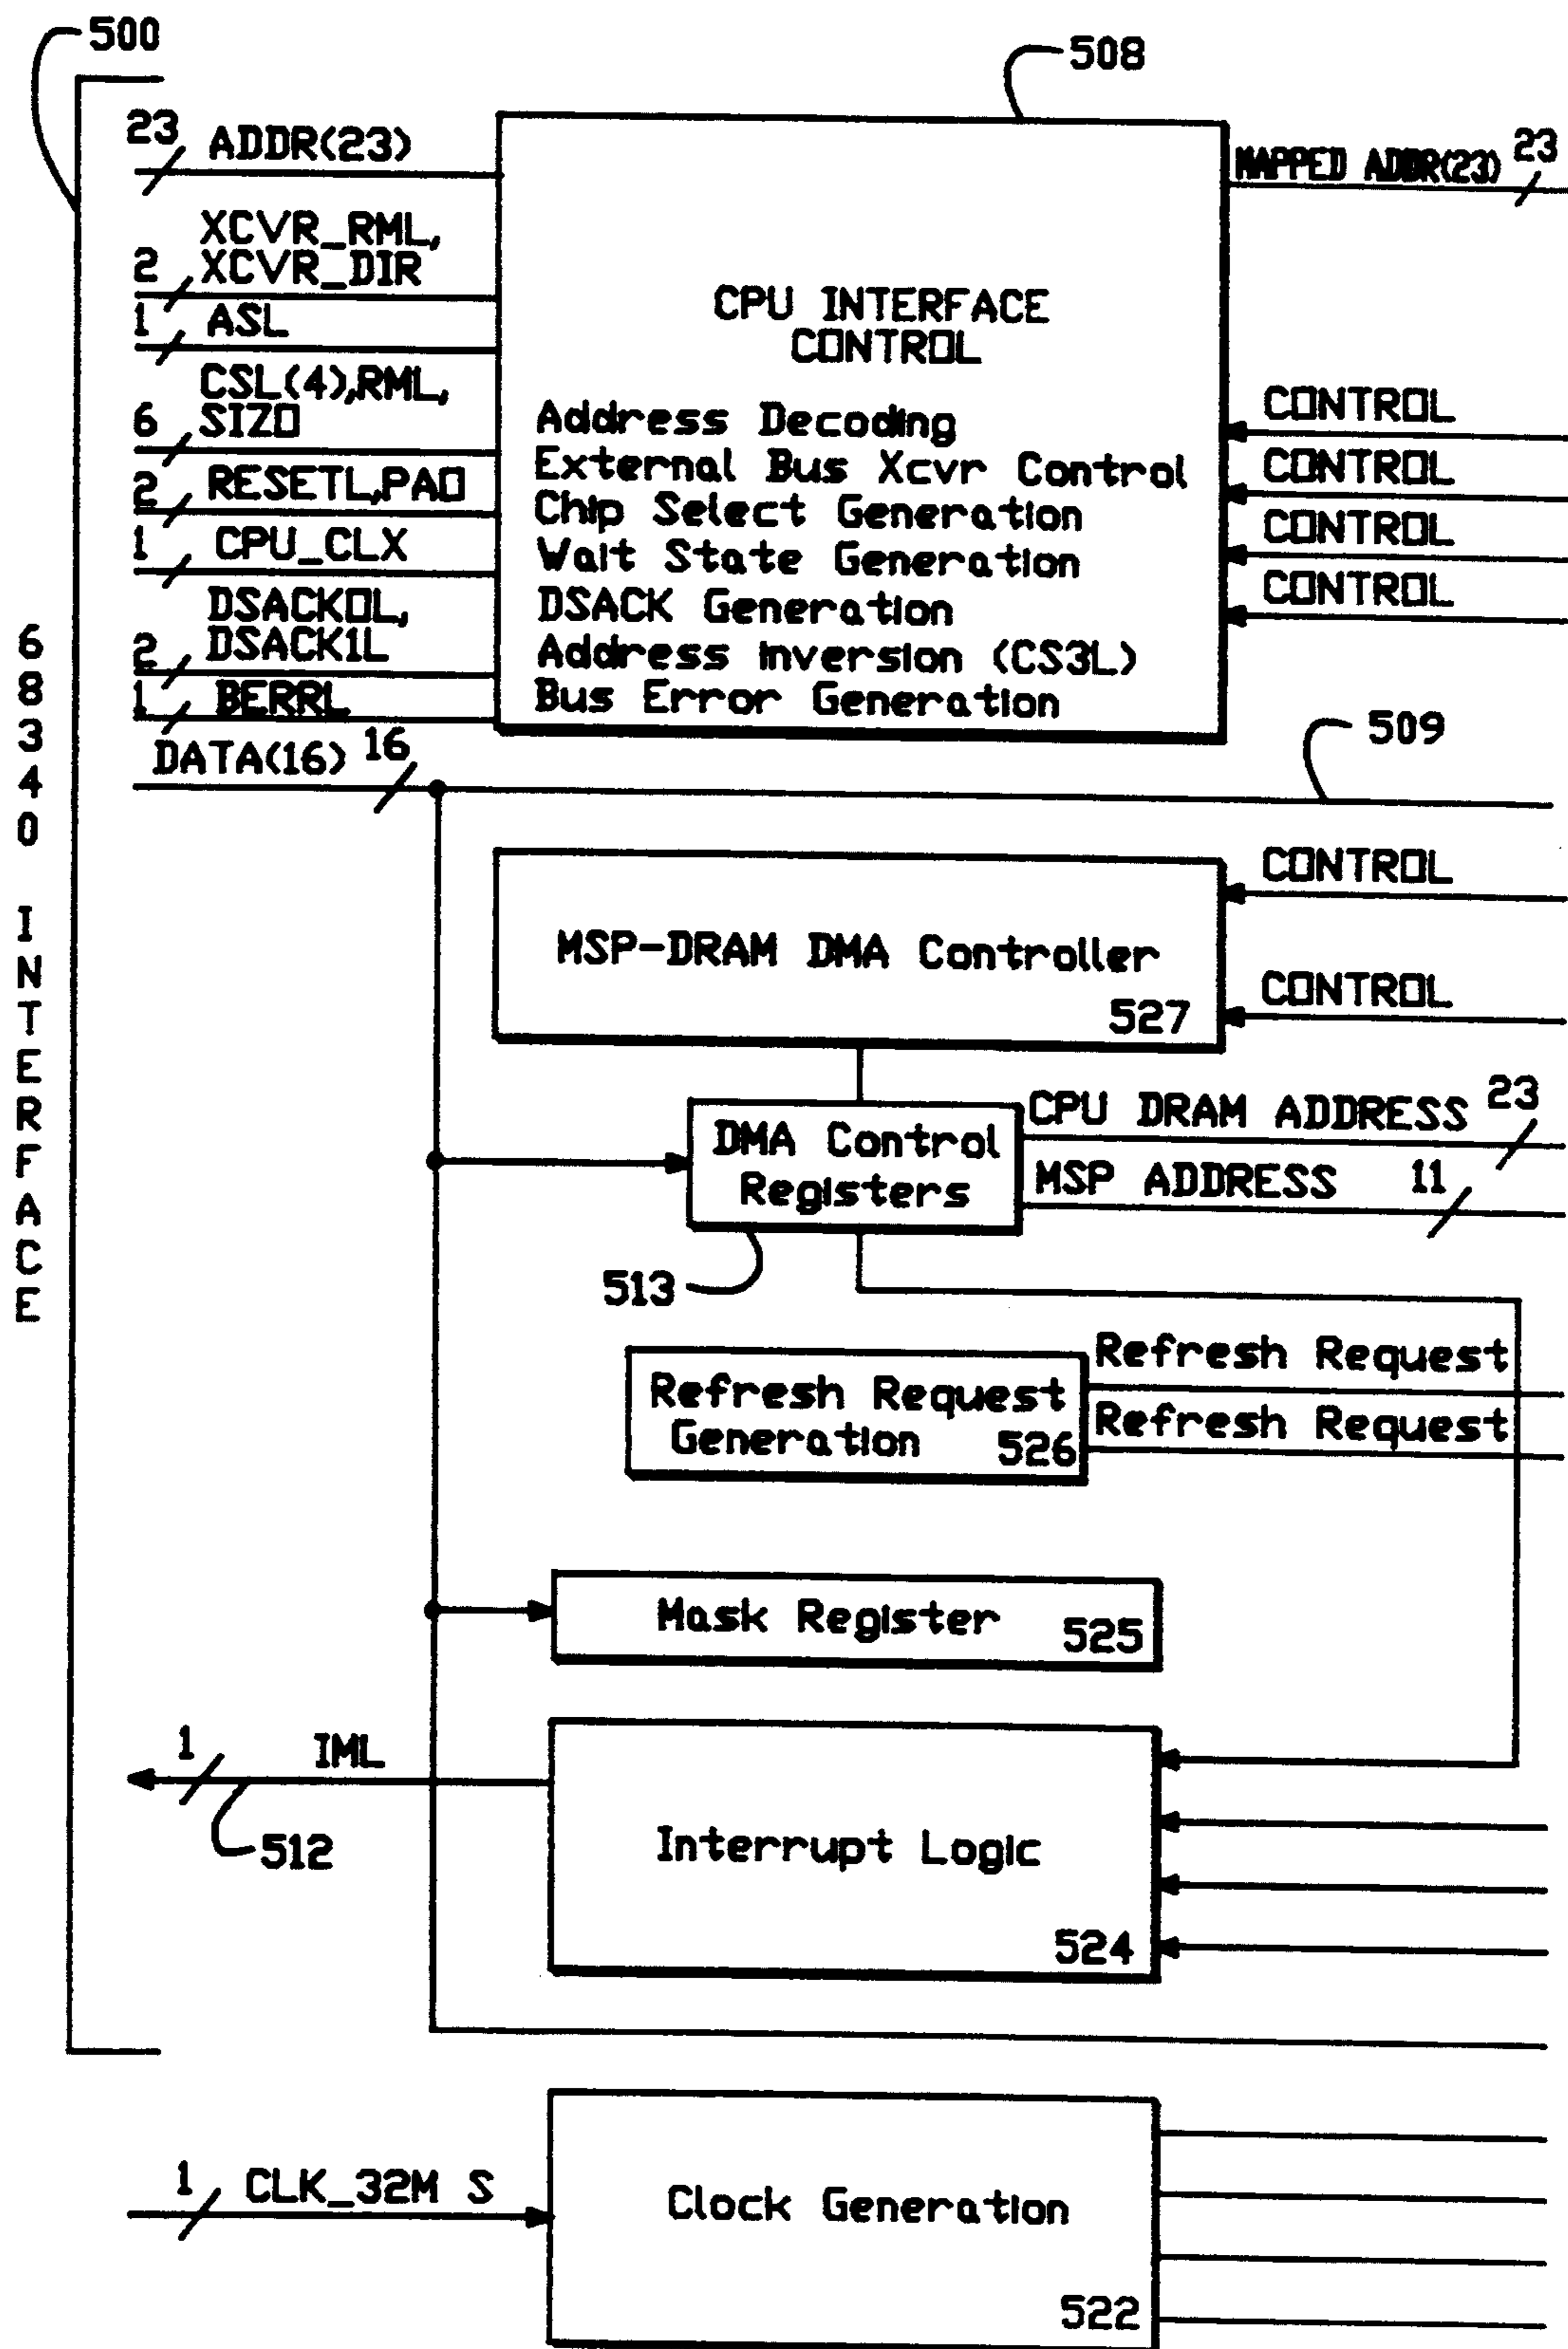 500
508
23 ADDR(23)
MAPPED ADDR(23) 23
XCVR_RML,
2 XCVR_DIR
1 ASL
CSL(4),RML,
6 SIZO
2 RESETL,PAO
1 CPU_CLX
DSACKOL,
2 DSACK1L
1 BERRL
DATA(16) 16
CPU INTERFACE
CONTROL
Address Decoding
External Bus Xcvr Control
Chip Select Generation
Wait State Generation
DSACK Generation
Address Inversion (CS3L)
Bus Error Generation
CONTROL
CONTROL
CONTROL
CONTROL
509
68340 INTERFACE
MSP-DRAM DMA Controller
527
CONTROL
CONTROL
DMA Control
Registers
CPU DRAM ADDRESS 23
MSP ADDRESS 11
513
Refresh Request
Generation 526
Refresh Request
Refresh Request
Mask Register 525
1 IML
512
Interrupt Logic
524
1 CLK_32M S
Clock Generation
522